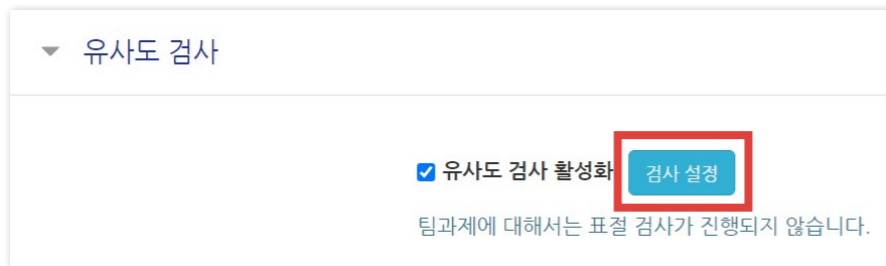 유사도 검사
유사도 검사 활성화 검사 설정
팀과제에 대해서는 표절 검사가 진행되지 않습니다.